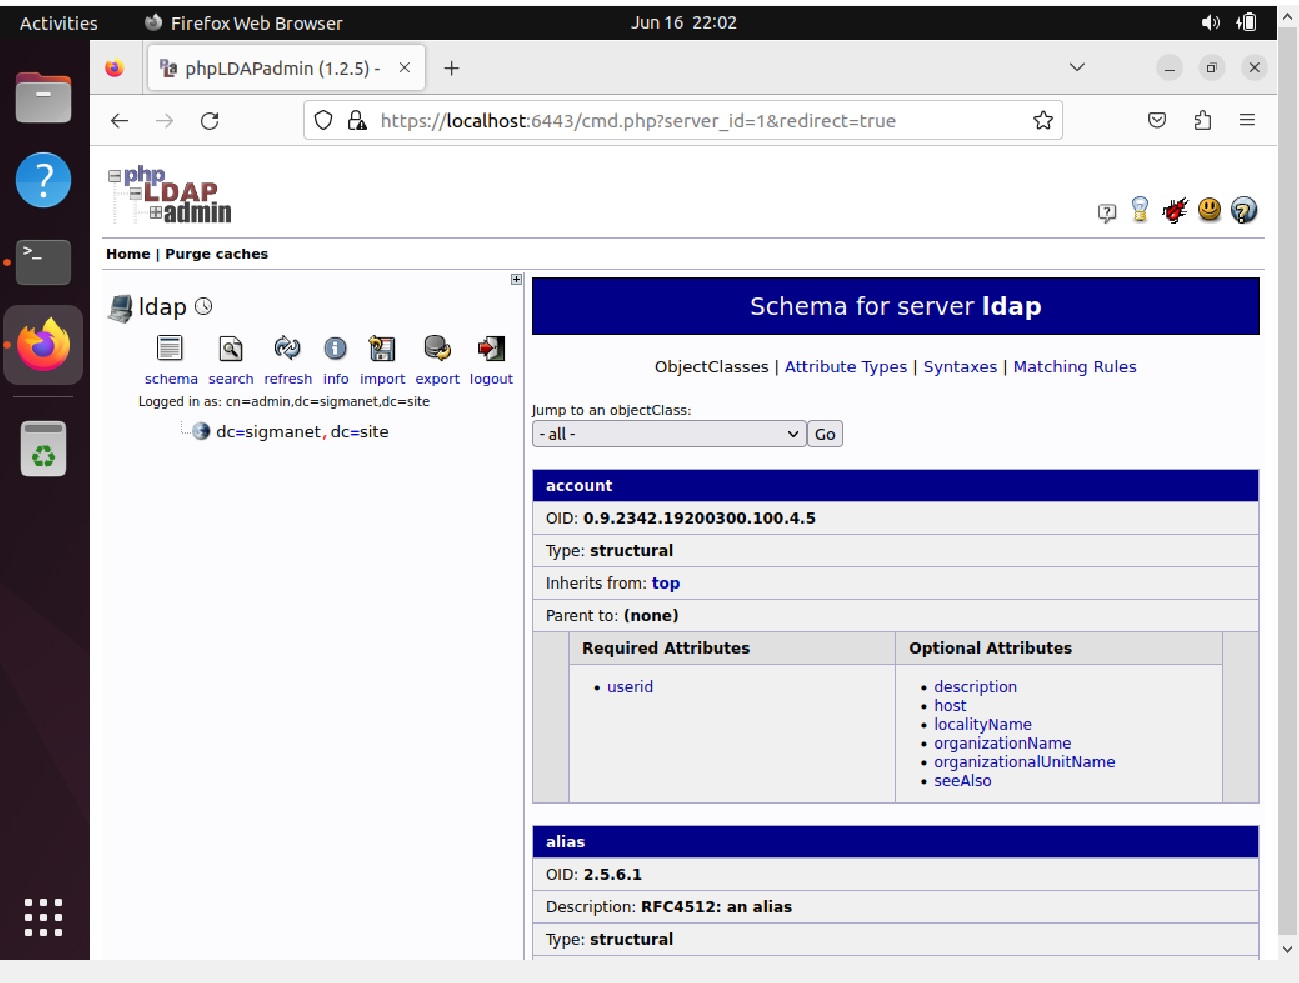 Activities
Firefox Web Browser
Jun 16 22:02
phpLDAPadmin (1.2.5) -
https://localhost:6443/cmd.php?server_id=1&redirect=true
php
LDAP
admin
Home | Purge caches
ldap
schema search refresh info import export logout
Logged in as: cn=admin,dc=sigmanet,dc=site
dc=sigmanet, dc=site
Schema for server ldap
ObjectClasses | Attribute Types | Syntaxes | Matching Rules
Jump to an objectClass:
- all -
Go
account
OID: 0.9.2342.19200300.100.4.5
Type: structural
Inherits from: top
Parent to: (none)
Required Attributes
Optional Attributes
• userid
• description
• host
• localityName
• organizationName
• organizationalUnitName
• seeAlso
alias
OID: 2.5.6.1
Description: RFC4512: an alias
Type: structural